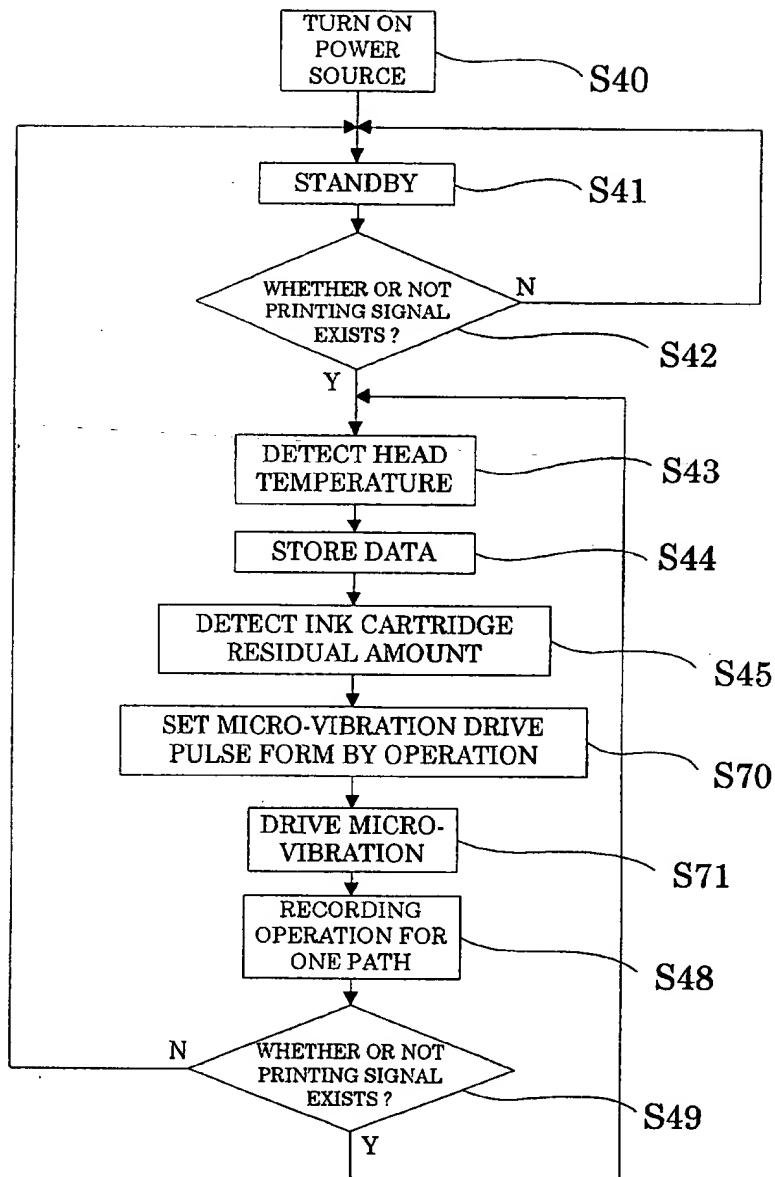 TURN ON
POWER
SOURCE
S40
STANDBY
S41
WHETHER OR NOT
PRINTING SIGNAL
EXISTS ?
N
S42
Y
DETECT HEAD
TEMPERATURE
S43
STORE DATA
S44
DETECT INK CARTRIDGE
RESIDUAL AMOUNT
S45
SET MICRO-VIBRATION DRIVE
PULSE FORM BY OPERATION
S70
DRIVE MICRO-
VIBRATION
S71
RECORDING
OPERATION FOR
ONE PATH
S48
N
WHETHER OR NOT
PRINTING SIGNAL
EXISTS ?
S49
Y